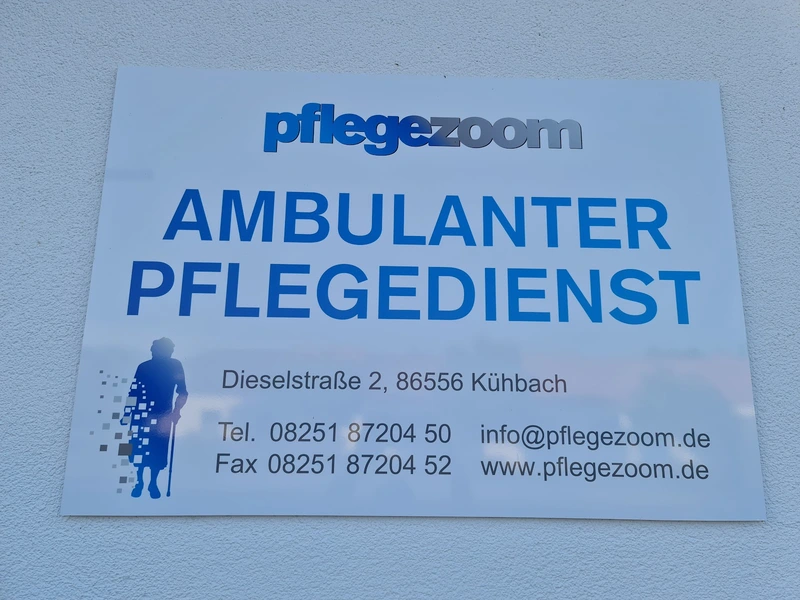 pflegezoom
AMBULANTER
PFLEGEDIENST
Dieselstraße 2, 86556 Kühbach
Tel. 08251 87204 50 info@pflegezoom.de
Fax 08251 87204 52 www.pflegezoom.de